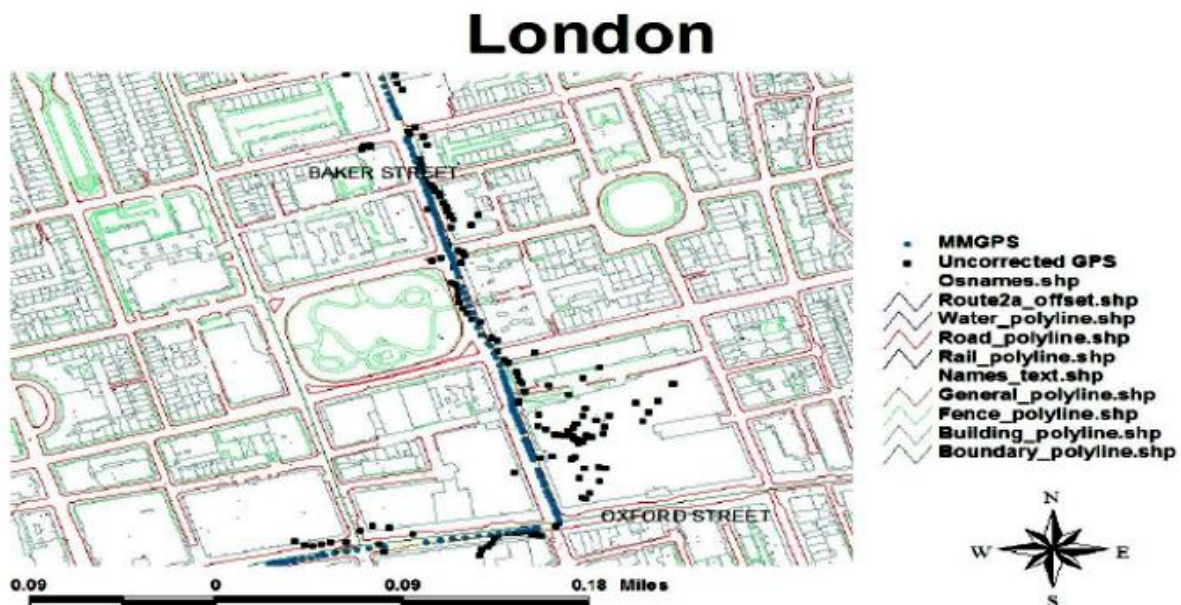 London
BAKER STREET
MMGPS
Uncorrected GPS
Osnames.shp
Route2a_offset.shp
Water_polyline.shp
Road_polyline.shp
Rail_polyline.shp
Names_text.shp
General_polyline.shp
Fence_polyline.shp
Building_polyline.shp
Boundary_polyline.shp
OXFORD STREET
N
W E
S
0.09 0 0.09 0.18 Miles